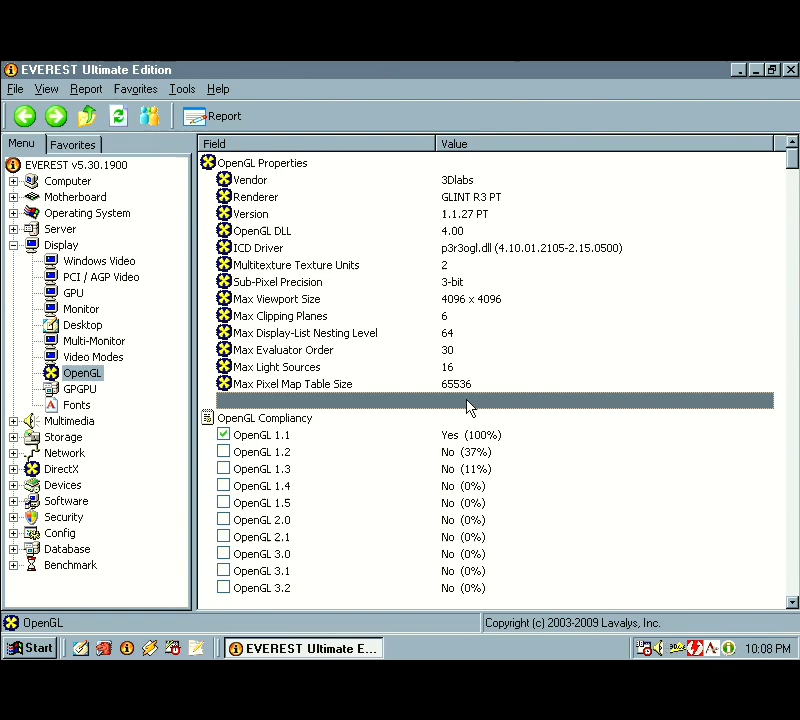 EVEREST Ultimate Edition
File View Report Favorites Tools Help
Report
Menu Favorites
Field Value
EVEREST v5.30.1900
Computer
Motherboard
Operating System
Server
Display
Windows Video
PCI / AGP Video
GPU
Monitor
Desktop
Multi-Monitor
Video Modes
OpenGL
GPGPU
Fonts
Multimedia
Storage
Network
DirectX
Devices
Software
Security
Config
Database
Benchmark
OpenGL Properties
Vendor 3Dlabs
Renderer GLINT R3 PT
Version 1.1.27 PT
OpenGL DLL 4.00
ICD Driver p3r3ogl.dll (4.10.01.2105-2.15.0500)
Multitexture Texture Units 2
Sub-Pixel Precision 3-bit
Max Viewport Size 4096 x 4096
Max Clipping Planes 6
Max Display-List Nesting Level 64
Max Evaluator Order 30
Max Light Sources 16
Max Pixel Map Table Size 65536
OpenGL Compliancy
OpenGL 1.1 Yes (100%)
OpenGL 1.2 No (37%)
OpenGL 1.3 No (11%)
OpenGL 1.4 No (0%)
OpenGL 1.5 No (0%)
OpenGL 2.0 No (0%)
OpenGL 2.1 No (0%)
OpenGL 3.0 No (0%)
OpenGL 3.1 No (0%)
OpenGL 3.2 No (0%)
OpenGL Copyright (c) 2003-2009 Lavalys, Inc.
Start EVEREST Ultimate E... 10:08 PM